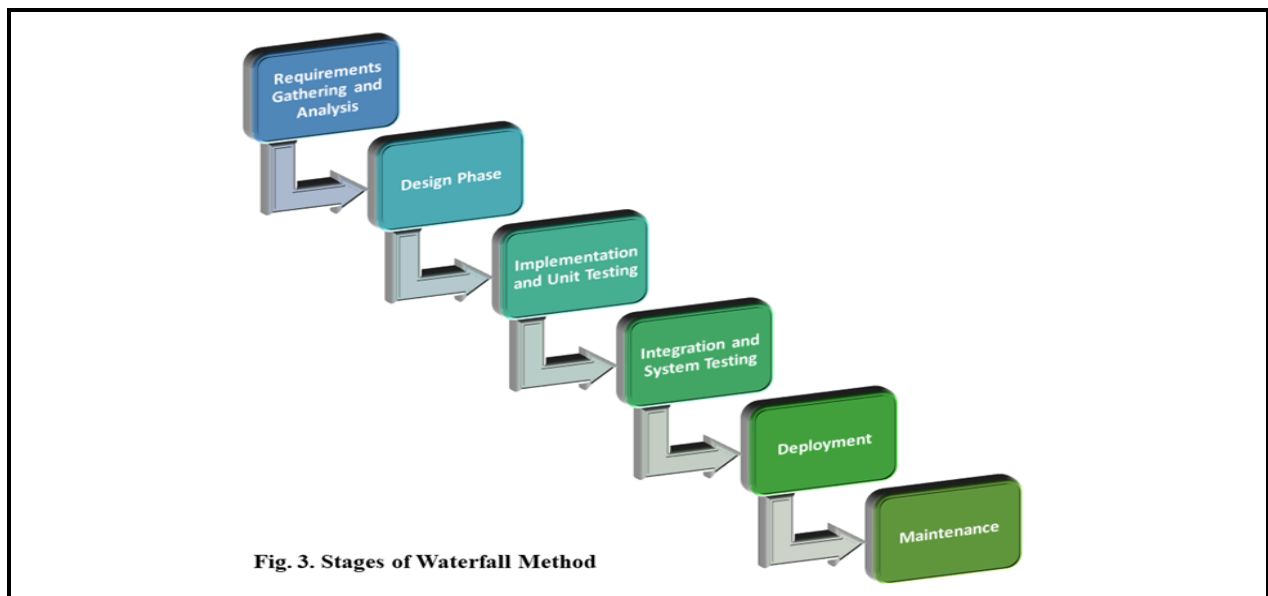 Requirements
Gathering and
Analysis
Design Phase
Implementation
and Unit Testing
Integration and
System Testing
Deployment
Maintenance
Fig. 3. Stages of Waterfall Method